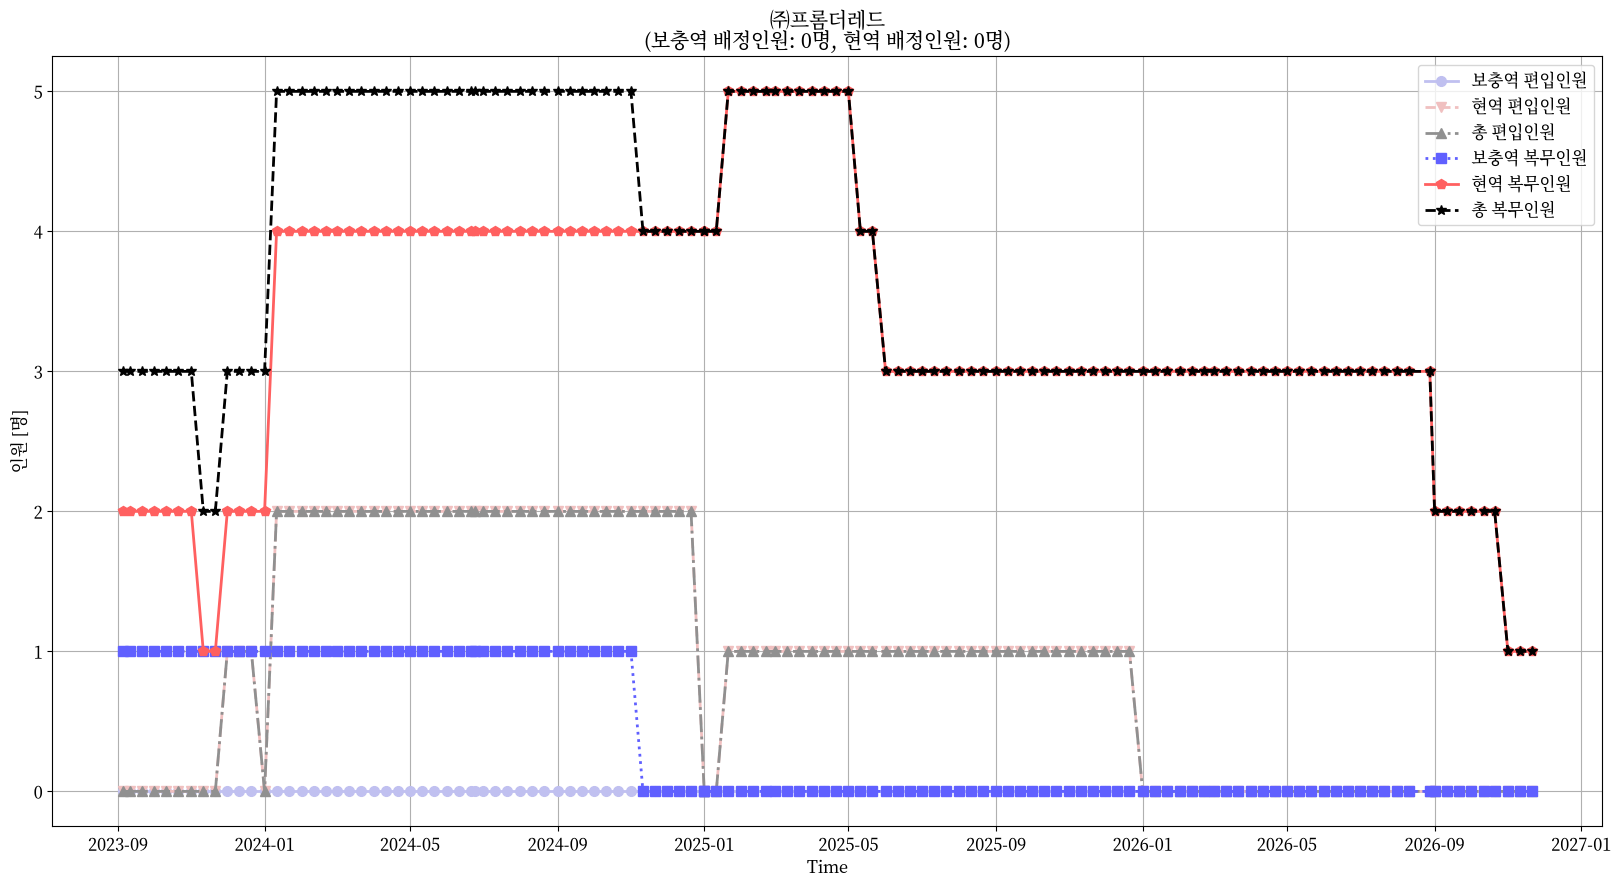 ㈜프롬더레드
(보충역 배정인원: 0명, 현역 배정인원: 0명)
보충역 편입인원
현역 편입인원
총 편입인원
보충역 복무인원
현역 복무인원
총 복무인원
인원 [명]
5
4
3
2
1
0
2023-09 2024-01 2024-05 2024-09 2025-01 2025-05 2025-09 2026-01 2026-05 2026-09 2027-01
Time